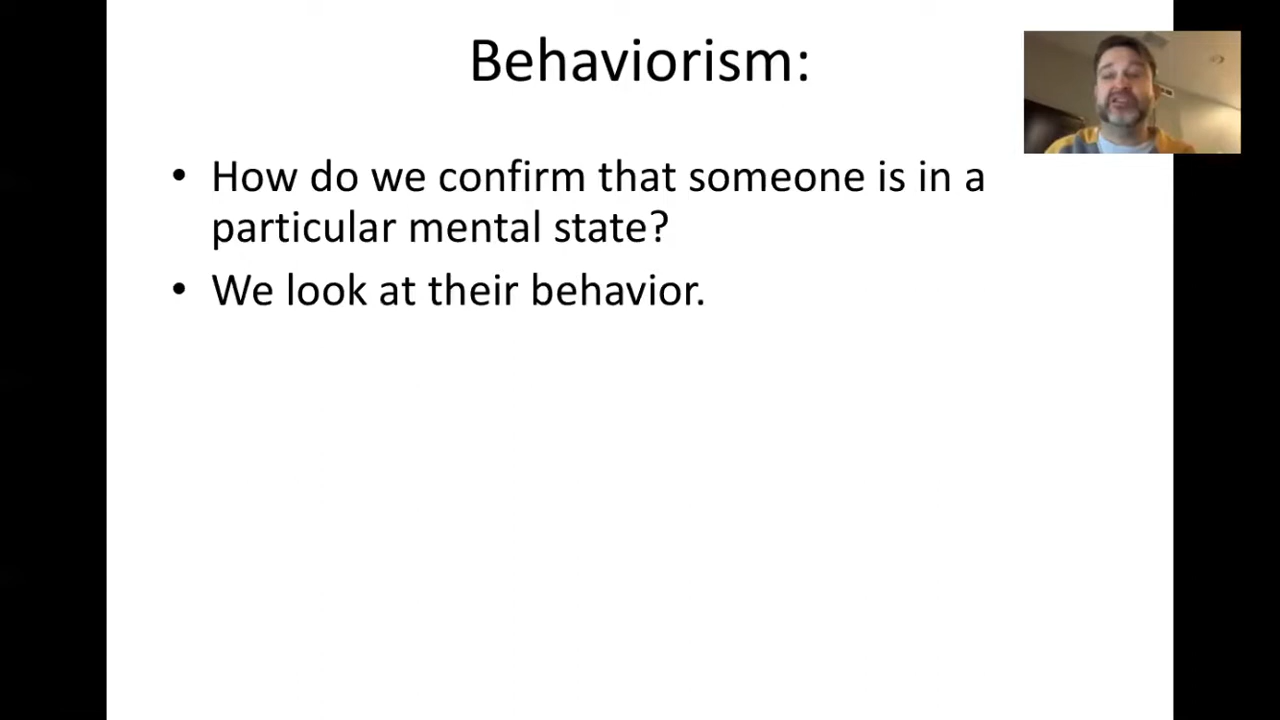 Behaviorism:
• How do we confirm that someone is in a
particular mental state?
• We look at their behavior.